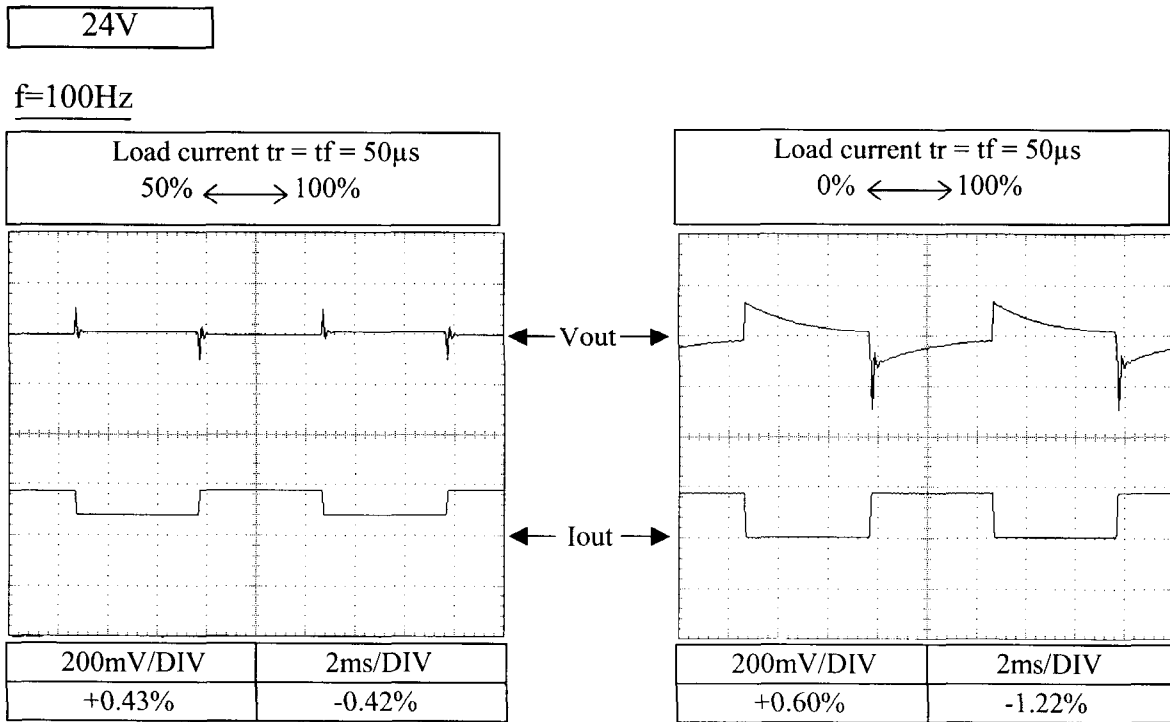 24V
f=100Hz
Load current tr = tf = 50µs
50% ⟷ 100%
Load current tr = tf = 50µs
0% ⟷ 100%
Vout
Iout
200mV/DIV 2ms/DIV
+0.43% -0.42%
200mV/DIV 2ms/DIV
+0.60% -1.22%